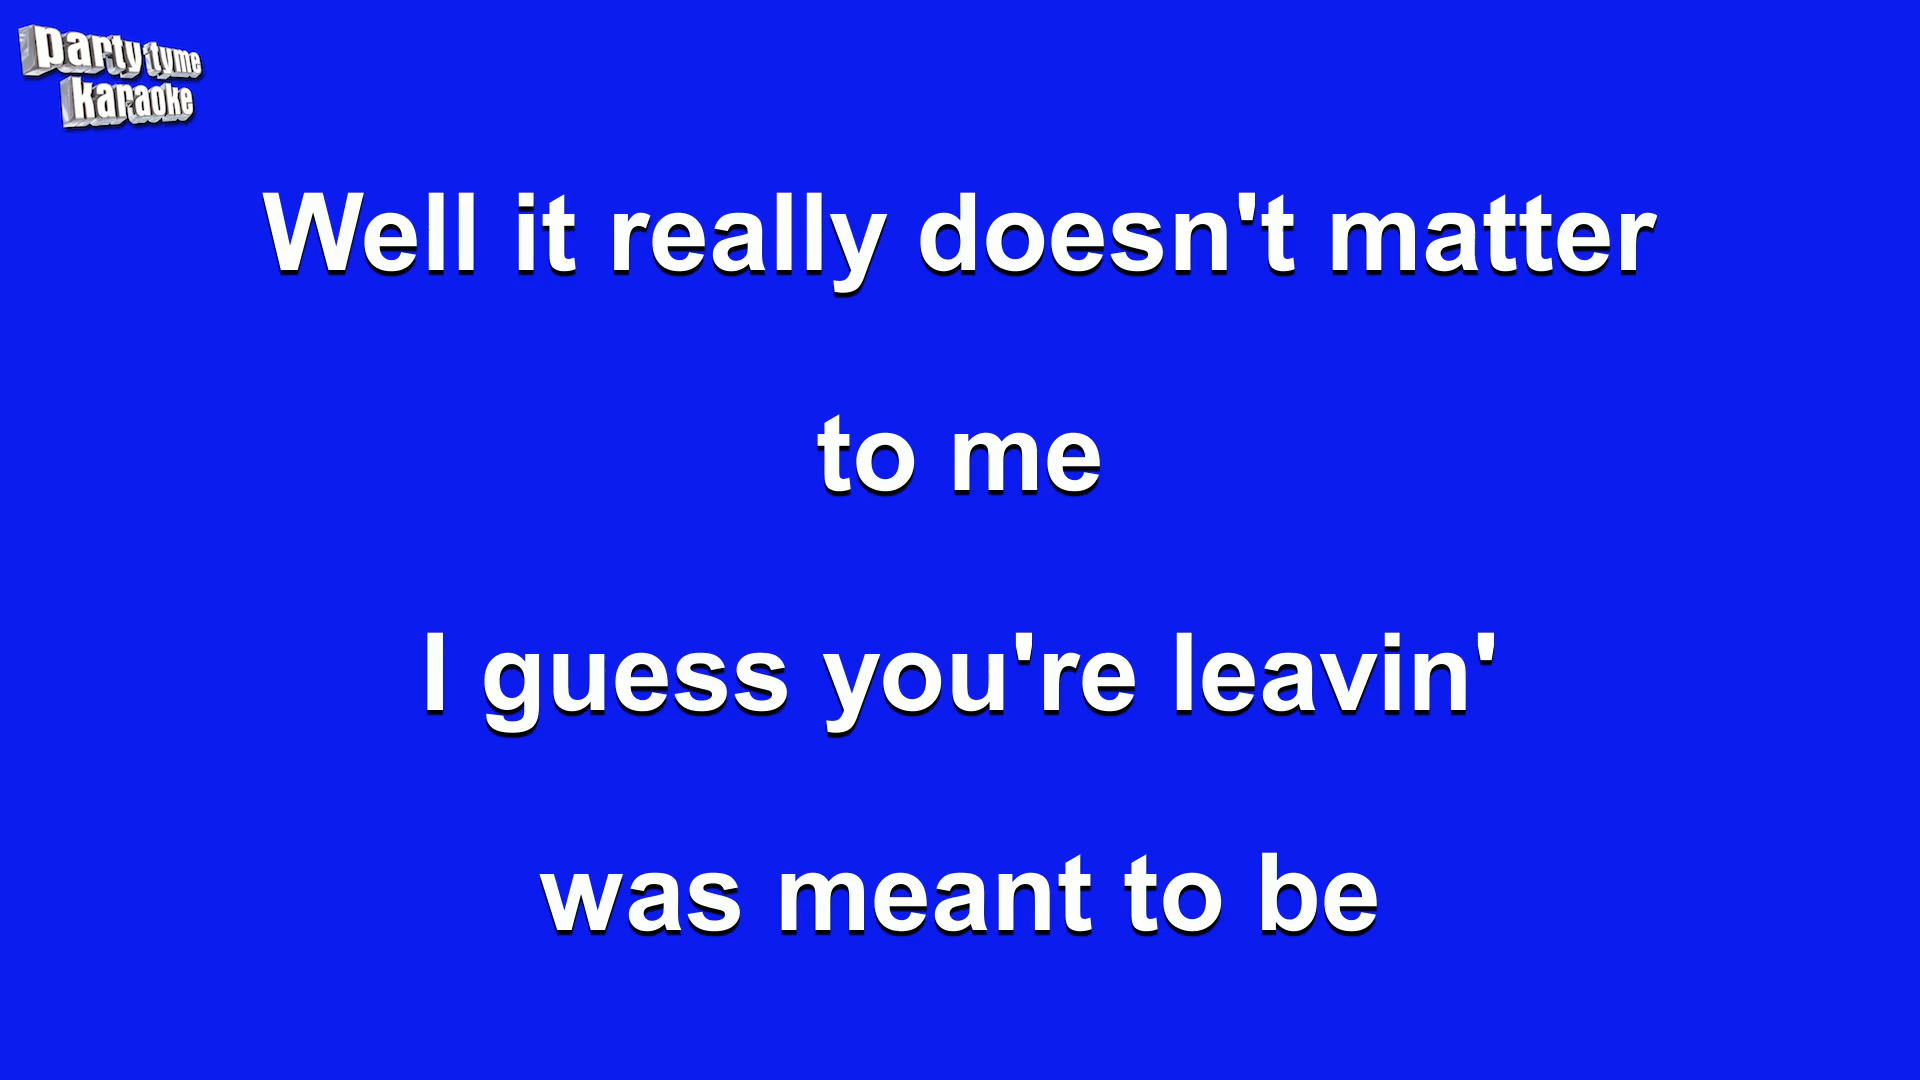 party tyme
karaoke
Well it really doesn't matter
to me
I guess you're leavin'
was meant to be